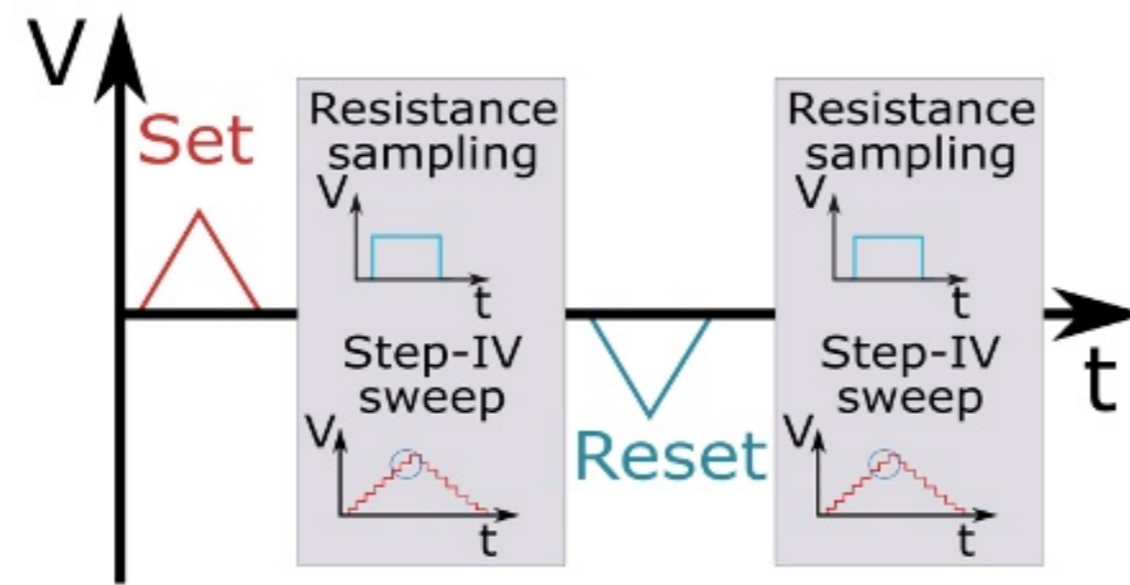 V
Set
Resistance
sampling
V
t
Step-IV
sweep
V
t
Reset
Resistance
sampling
V
t
Step-IV
sweep
V
t
t